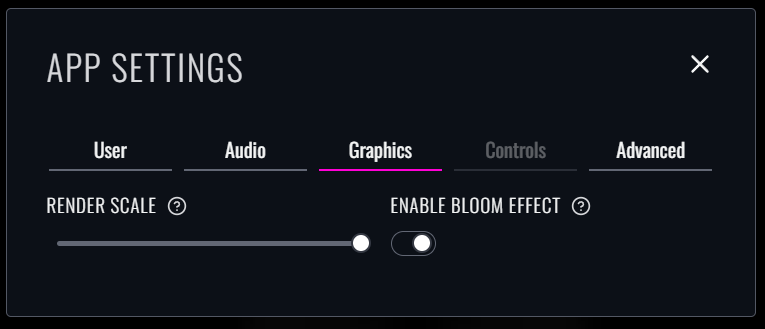 APP SETTINGS
User Audio Graphics Controls Advanced
RENDER SCALE ? ENABLE BLOOM EFFECT ?